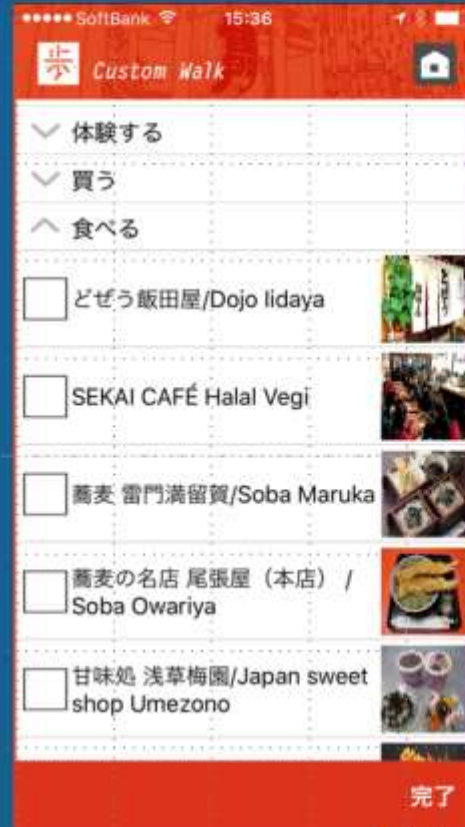 SoftBank 15:36
歩 Custom Walk
体験する
買う
食べる
どぜう飯田屋/Dojo Iidaya
SEKAI CAFÉ Halal Vegi
蕎麦 雷門満留賀/Soba Maruka
蕎麦の名店 尾張屋（本店） /
Soba Owariya
甘味処 浅草梅園/Japan sweet
shop Umezono
完了